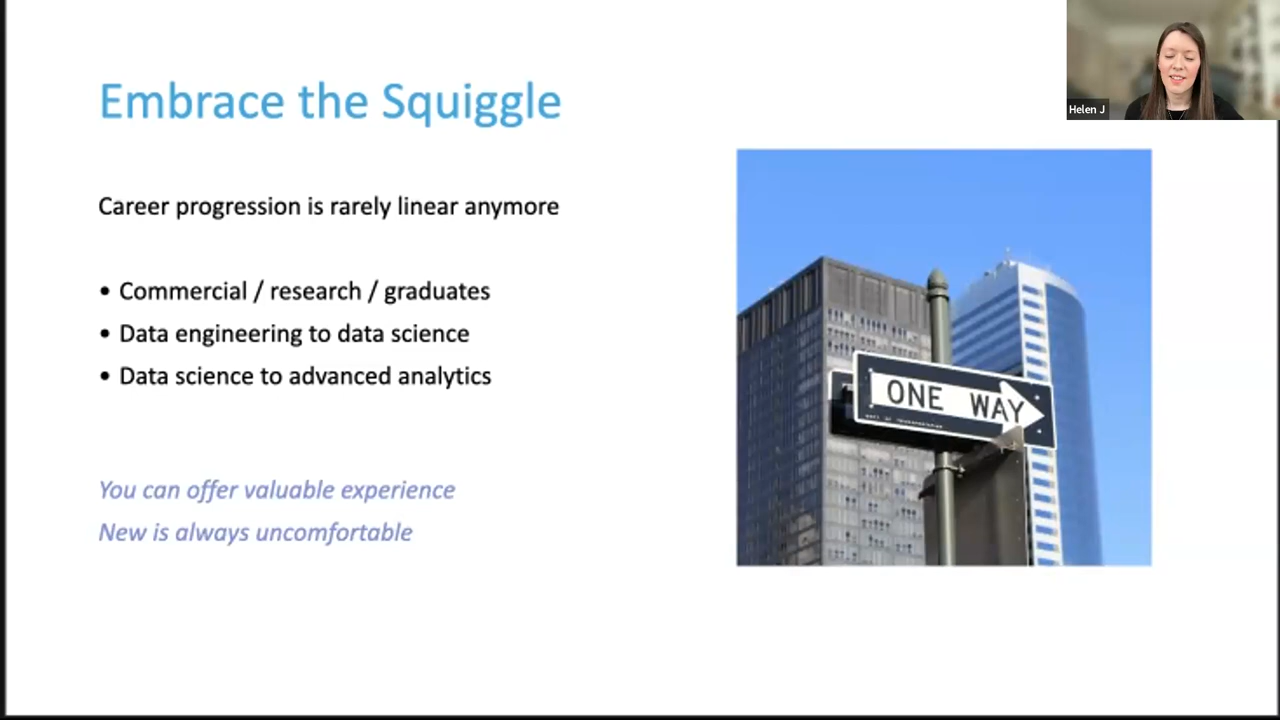 Embrace the Squiggle
Helen J
Career progression is rarely linear anymore
• Commercial / research / graduates
• Data engineering to data science
• Data science to advanced analytics
ONE WAY
You can offer valuable experience
New is always uncomfortable